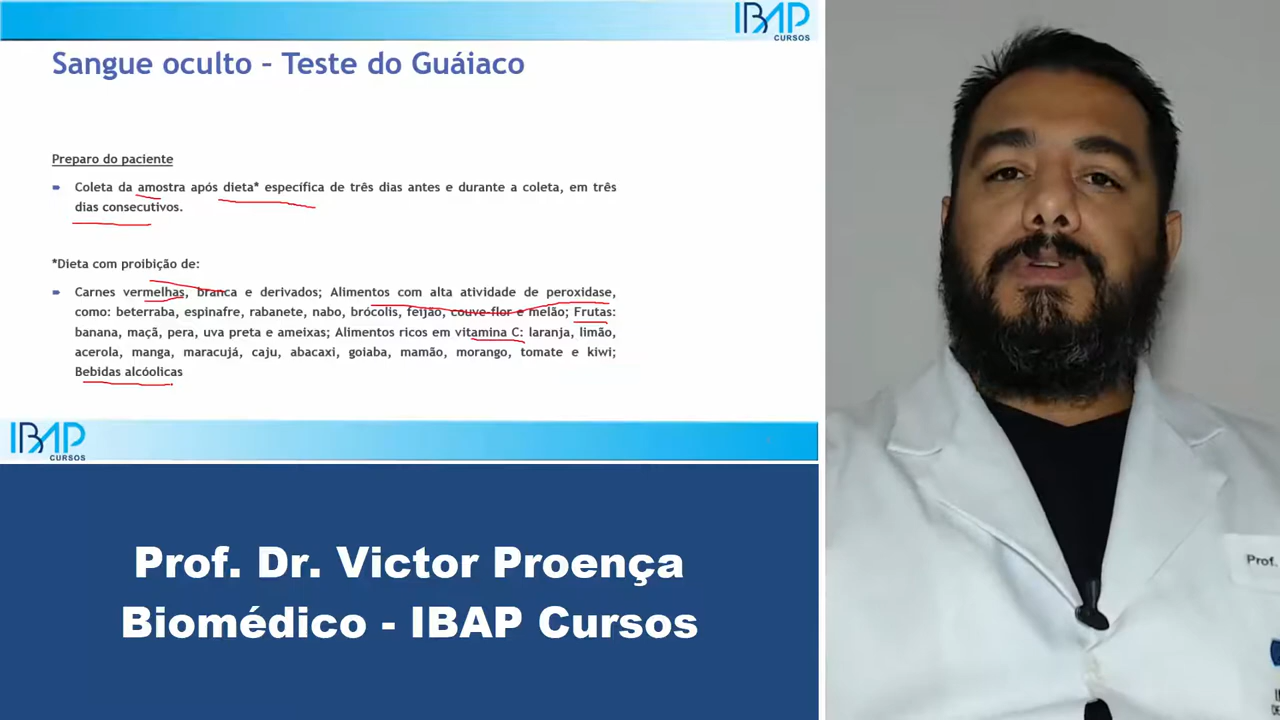 IBAP
CURSOS
Sangue oculto – Teste do Guáiaco
Preparo do paciente
Coleta da amostra após dieta* específica de três dias antes e durante a coleta, em três
dias consecutivos.
*Dieta com proibição de:
Carnes vermelhas, branca e derivados; Alimentos com alta atividade de peroxidase,
como: beterraba, espinafre, rabanete, nabo, brócolis, feijão, couve-flor e melão; Frutas:
banana, maçã, pera, uva preta e ameixas; Alimentos ricos em vitamina C: laranja, limão,
acerola, manga, maracujá, caju, abacaxi, goiaba, mamão, morango, tomate e kiwi;
Bebidas alcóolicas
IBAP
CURSOS
Prof. Dr. Victor Proença
Biomédico - IBAP Cursos
Prof.